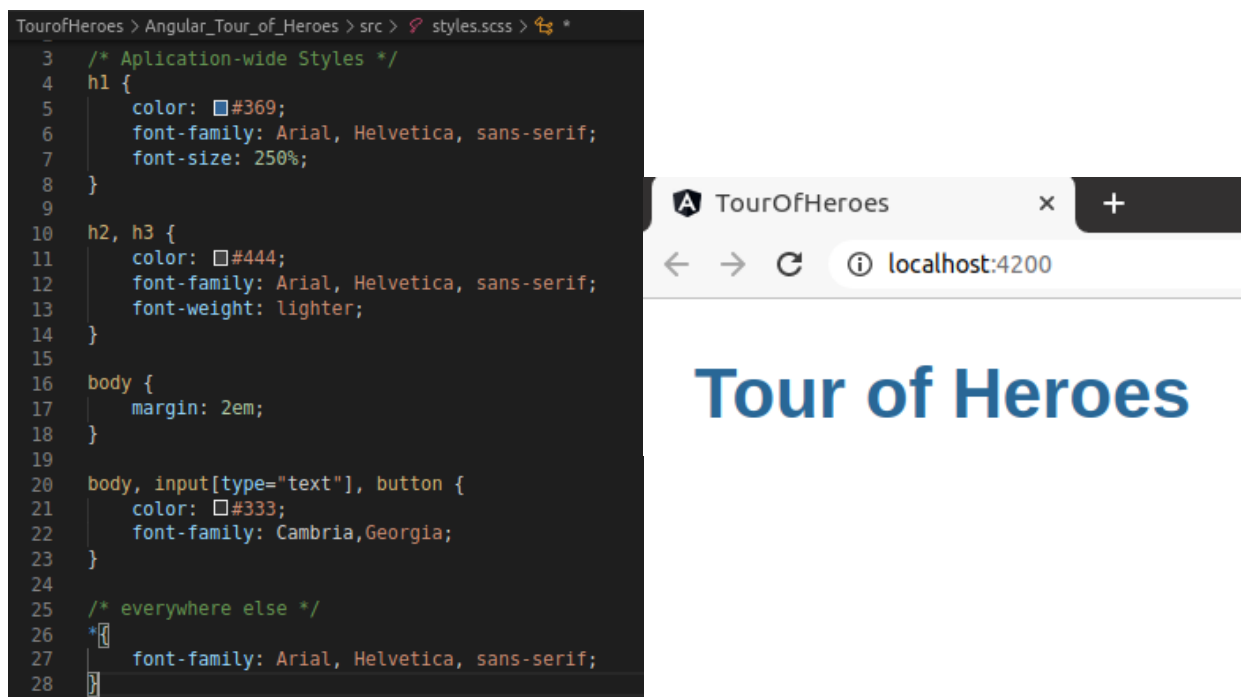 TourofHeroes > Angular_Tour_of_Heroes > src > styles.scss > *
3 /* Aplication-wide Styles */
4 h1 {
5 color: #369;
6 font-family: Arial, Helvetica, sans-serif;
7 font-size: 250%;
8 }
9
10 h2, h3 {
11 color: #444;
12 font-family: Arial, Helvetica, sans-serif;
13 font-weight: lighter;
14 }
15
16 body {
17 margin: 2em;
18 }
19
20 body, input[type="text"], button {
21 color: #333;
22 font-family: Cambria,Georgia;
23 }
24
25 /* everywhere else */
26 *{
27 font-family: Arial, Helvetica, sans-serif;
28 }
TourOfHeroes
localhost:4200
Tour of Heroes